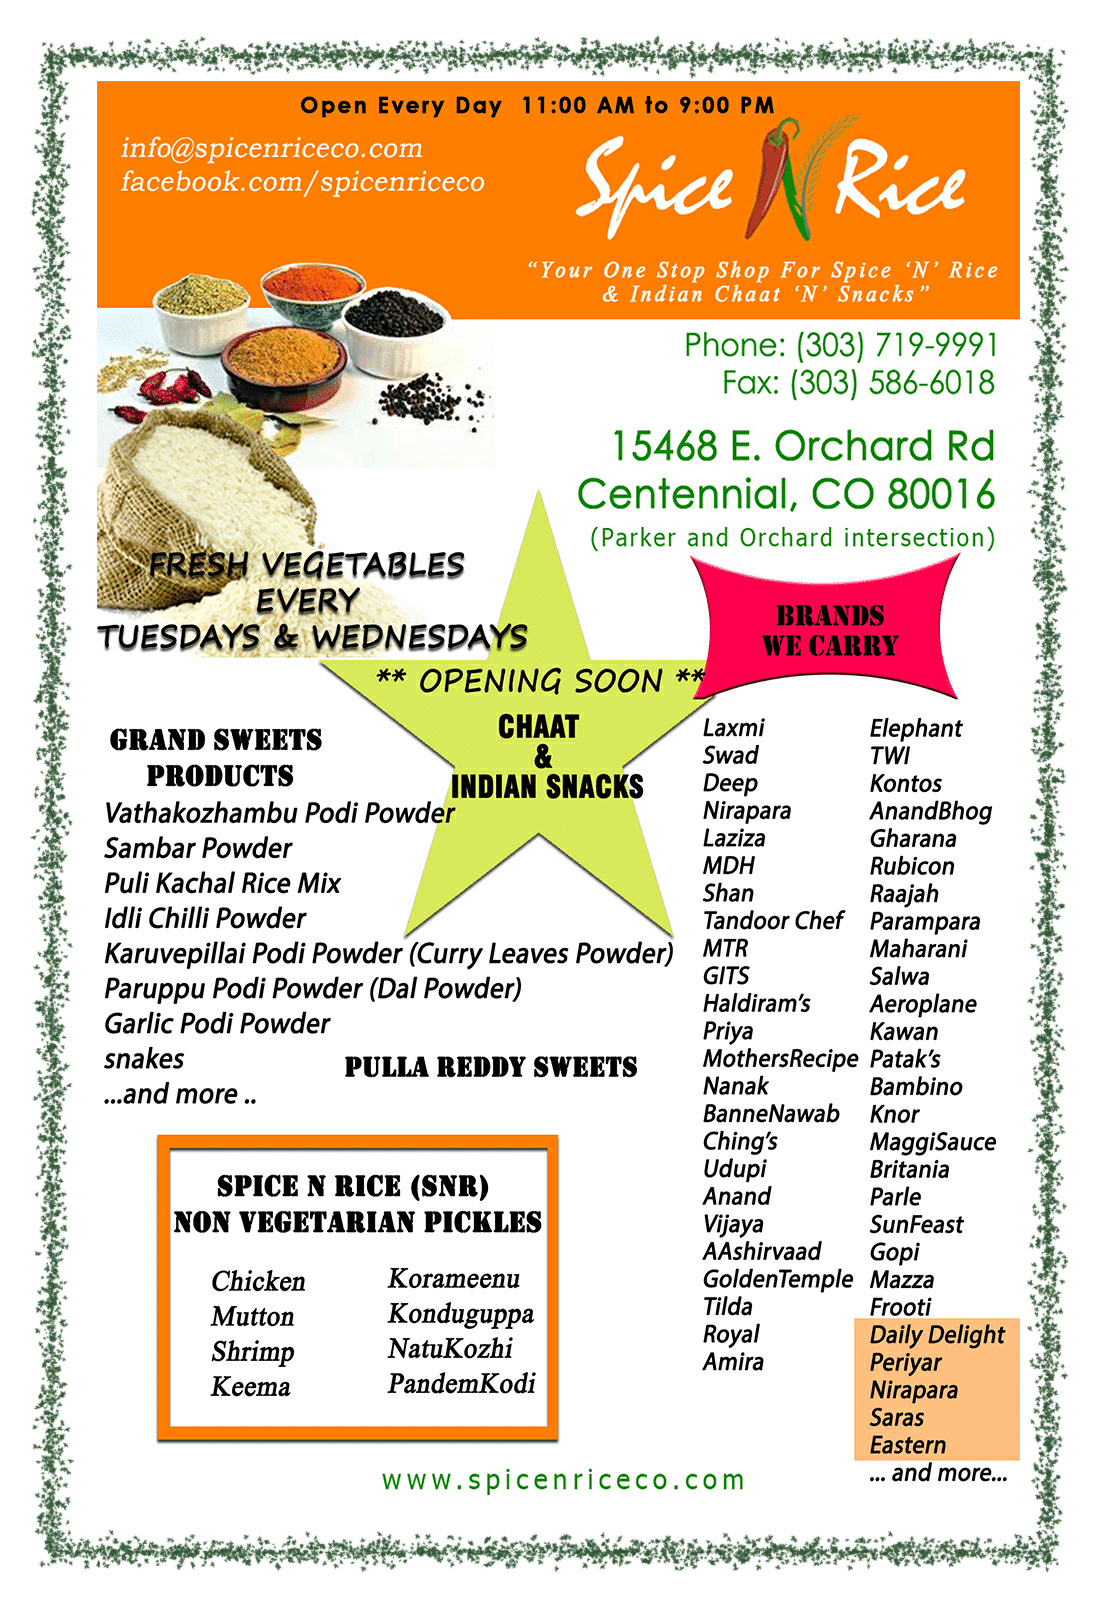 Open Every Day 11:00 AM to 9:00 PM
info@spicenriceco.com
facebook.com/spicenriceco
Spice N Rice
“Your One Stop Shop For Spice ‘N’ Rice
& Indian Chaat ‘N’ Snacks”
Phone: (303) 719-9991
Fax: (303) 586-6018
15468 E. Orchard Rd
Centennial, CO 80016
(Parker and Orchard intersection)
FRESH VEGETABLES
EVERY
TUESDAYS & WEDNESDAYS
** OPENING SOON **
CHAAT
&
INDIAN SNACKS
GRAND SWEETS
PRODUCTS
Vathakozhambu Podi Powder
Sambar Powder
Puli Kachal Rice Mix
Idli Chilli Powder
Karuvepillai Podi Powder (Curry Leaves Powder)
Paruppu Podi Powder (Dal Powder)
Garlic Podi Powder
snakes
...and more ..
PULLA REDDY SWEETS
SPICE N RICE (SNR)
NON VEGETARIAN PICKLES
Chicken
Mutton
Shrimp
Keema
Korameenu
Konduguppa
NatuKozhi
PandemKodi
BRANDS
WE CARRY
Laxmi
Swad
Deep
Nirapara
Laziza
MDH
Shan
Tandoor Chef
MTR
GITS
Haldiram’s
Priya
MothersRecipe
Nanak
BanneNawab
Ching’s
Udupi
Anand
Vijaya
AAshirvaad
GoldenTemple
Tilda
Royal
Amira
Elephant
TWI
Kontos
AnandBhog
Gharana
Rubicon
Raajah
Parampara
Maharani
Salwa
Aeroplane
Kawan
Patak’s
Bambino
Knor
MaggiSauce
Britania
Parle
SunFeast
Gopi
Mazza
Frooti
Daily Delight
Periyar
Nirapara
Saras
Eastern
... and more...
www.spicenriceco.com